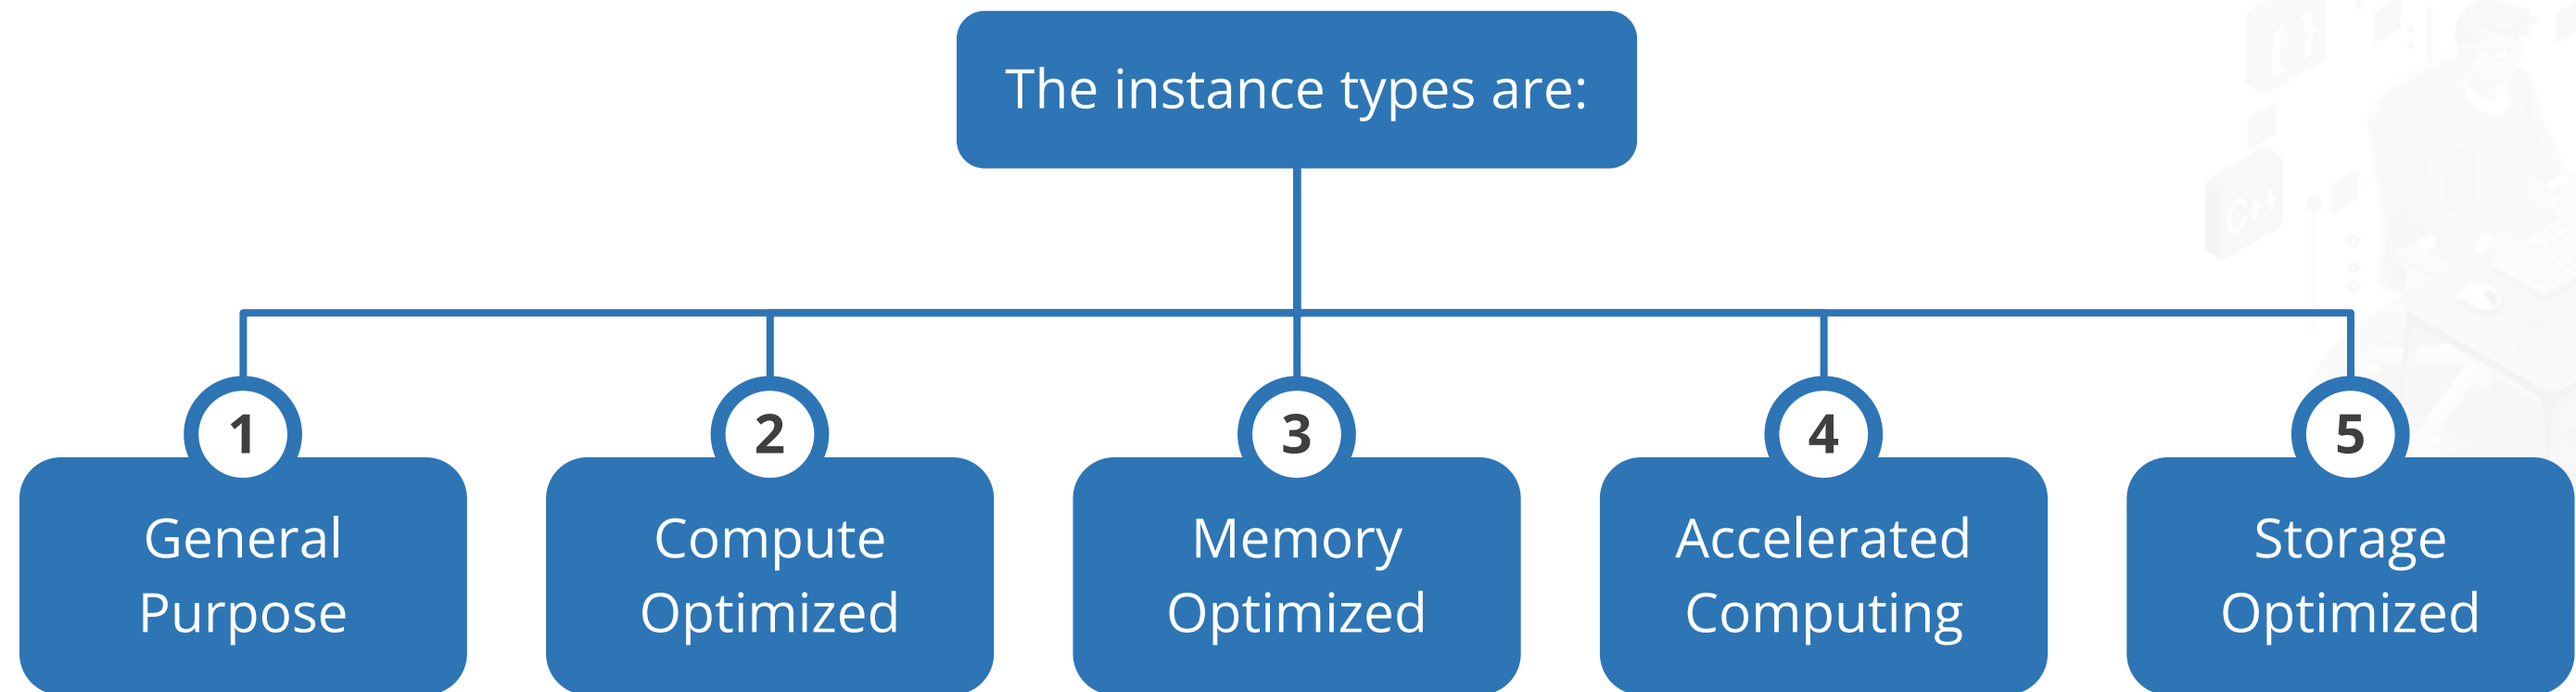 { }
C++
The instance types are:
1
2
3
4
5
General
Purpose
Compute
Optimized
Memory
Optimized
Accelerated
Computing
Storage
Optimized